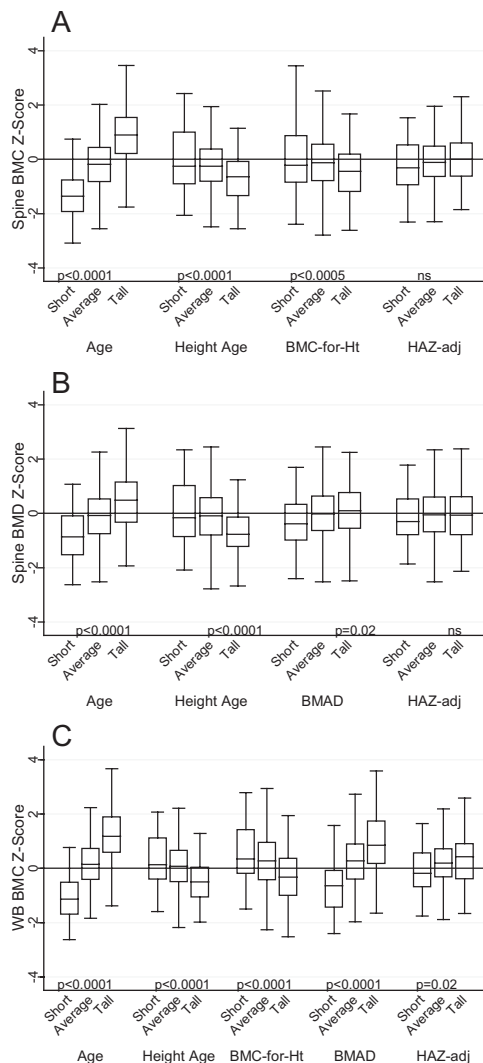 A
Spine BMC Z-Score
4
2
0
-2
-4
p<0.0001 p<0.0001 p<0.0005 ns
Short Average Tall Short Average Tall Short Average Tall Short Average Tall
Age Height Age BMC-for-Ht HAZ-adj
B
Spine BMD Z-Score
4
2
0
-2
-4
p<0.0001 p<0.0001 p=0.02 ns
Short Average Tall Short Average Tall Short Average Tall Short Average Tall
Age Height Age BMAD HAZ-adj
C
WB BMC Z-Score
4
2
0
-2
-4
p<0.0001 p<0.0001 p<0.0001 p<0.0001 p=0.02
Short Average Tall Short Average Tall Short Average Tall Short Average Tall Short Average Tall
Age Height Age BMC-for-Ht BMAD HAZ-adj